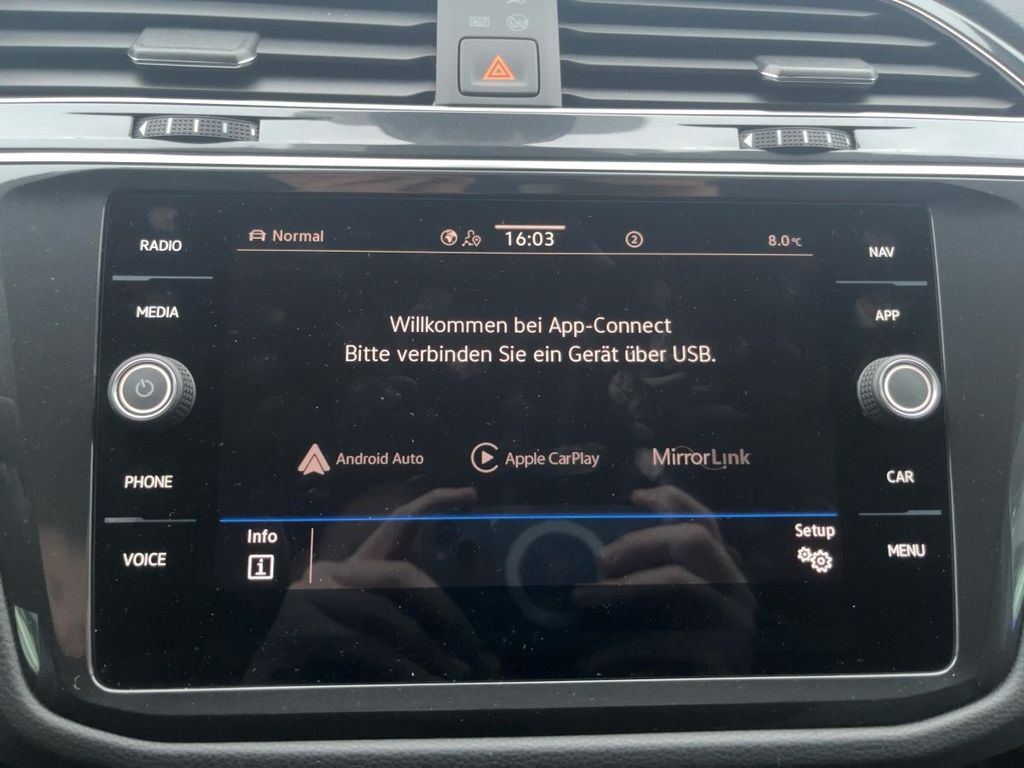 RADIO
MEDIA
PHONE
VOICE
Normal
16:03
2
8.0°C
Willkommen bei App-Connect
Bitte verbinden Sie ein Gerät über USB.
Android Auto
Apple CarPlay
MirrorLink
Info
i
Setup
NAV
APP
CAR
MENU